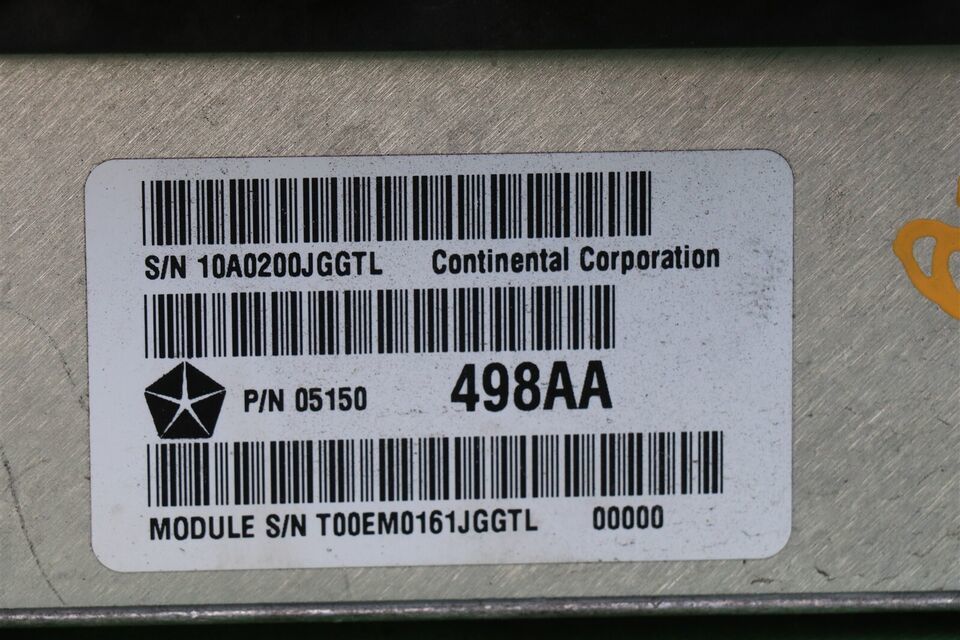 S/N 10A0200JGGTL Continental Corporation
P/N 05150 498AA
MODULE S/N T00EM0161JGGTL 00000